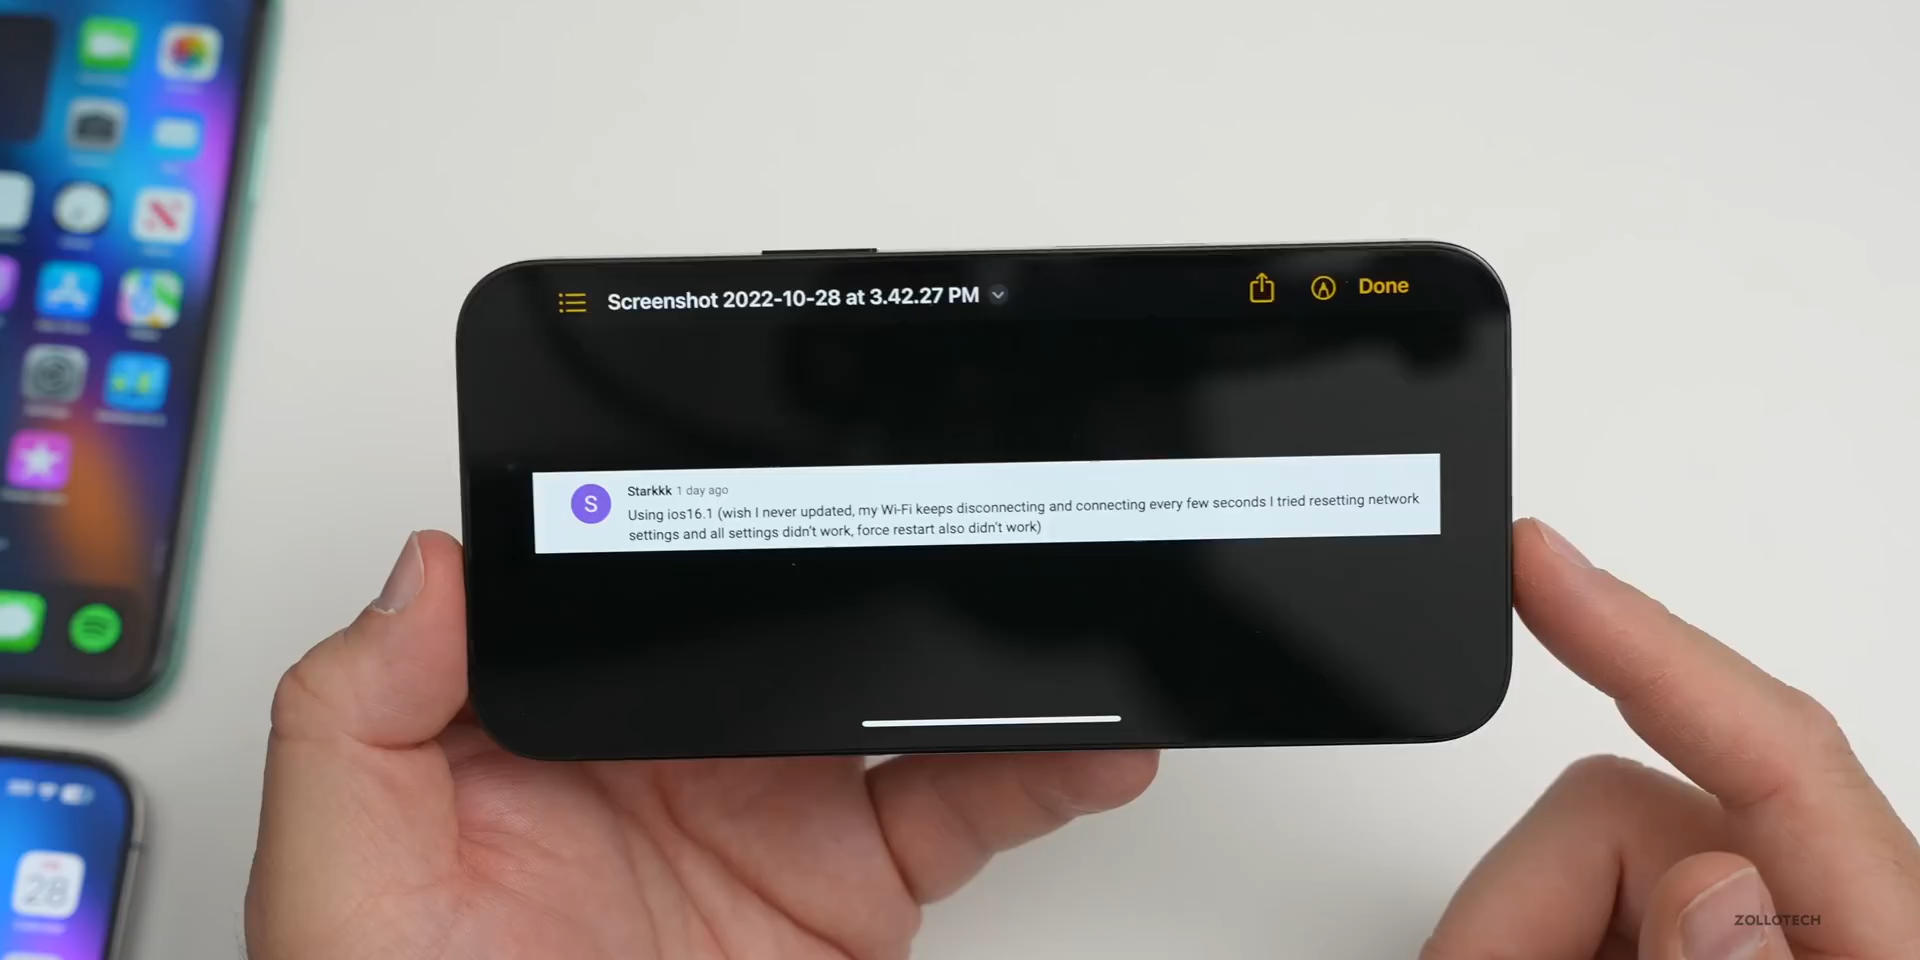 Screenshot 2022-10-28 at 3.42.27 PM
Done
S
Starkkk 1 day ago
Using ios16.1 (wish I never updated, my Wi-Fi keeps disconnecting and connecting every few seconds I tried resetting network
settings and all settings didn't work, force restart also didn't work)
28
ZOLLOTECH